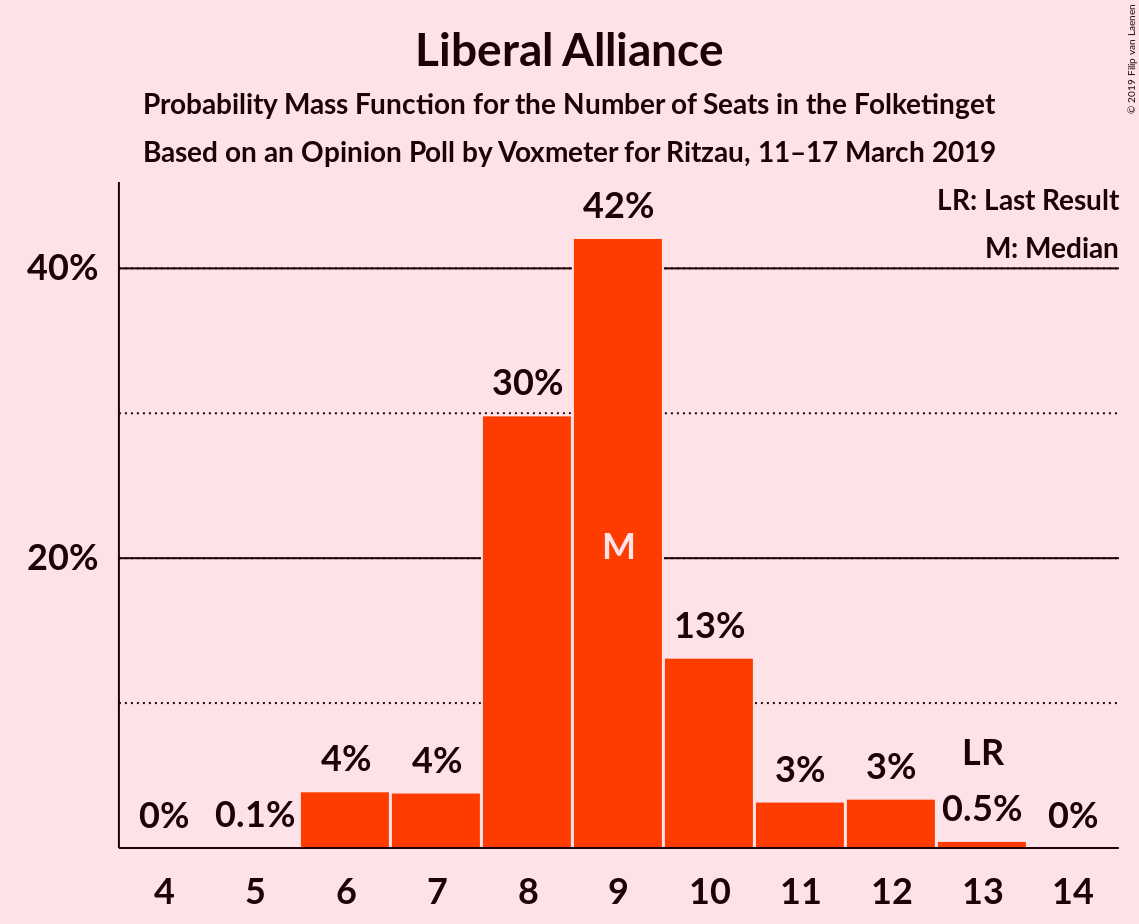 Liberal Alliance
Probability Mass Function for the Number of Seats in the Folketinget
Based on an Opinion Poll by Voxmeter for Ritzau, 11–17 March 2019
© 2019 Filip van Laenen
LR: Last Result
M: Median
40%
20%
0%
0.1%
4%
4%
30%
42%
M
13%
3%
3%
LR
0.5%
0%
4 5 6 7 8 9 10 11 12 13 14